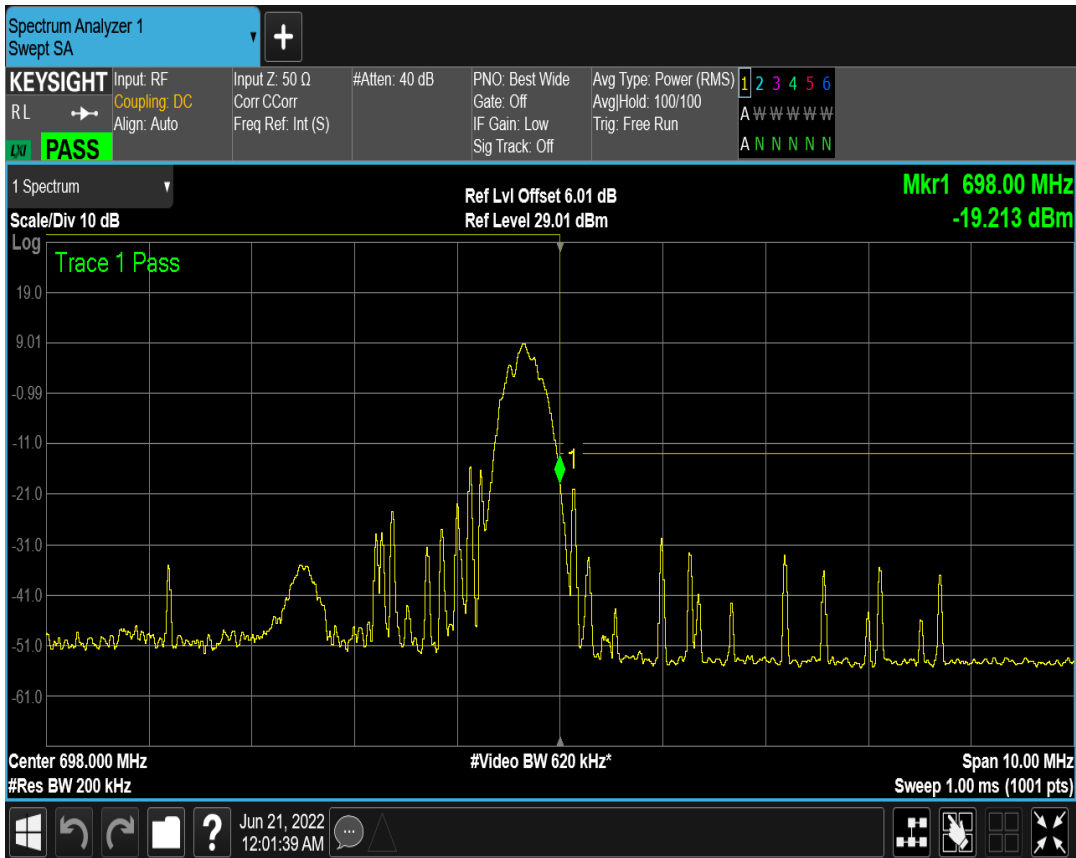 Spectrum Analyzer 1
Swept SA
+
KEYSIGHT
R L
LXI PASS
Input: RF
Coupling: DC
Align: Auto
Input Z: 50 Ω
Corr CCorr
Freq Ref: Int (S)
#Atten: 40 dB
PNO: Best Wide
Gate: Off
IF Gain: Low
Sig Track: Off
Avg Type: Power (RMS)
Avg|Hold: 100/100
Trig: Free Run
1 2 3 4 5 6
A W W W W W
A N N N N N
1 Spectrum
Scale/Div 10 dB
Ref Lvl Offset 6.01 dB
Ref Level 29.01 dBm
Mkr1 698.00 MHz
-19.213 dBm
Log
Trace 1 Pass
19.0
9.01
-0.99
-11.0
1
-21.0
-31.0
-41.0
-51.0
-61.0
Center 698.000 MHz
#Video BW 620 kHz*
Span 10.00 MHz
#Res BW 200 kHz
Sweep 1.00 ms (1001 pts)
?
Jun 21, 2022
12:01:39 AM